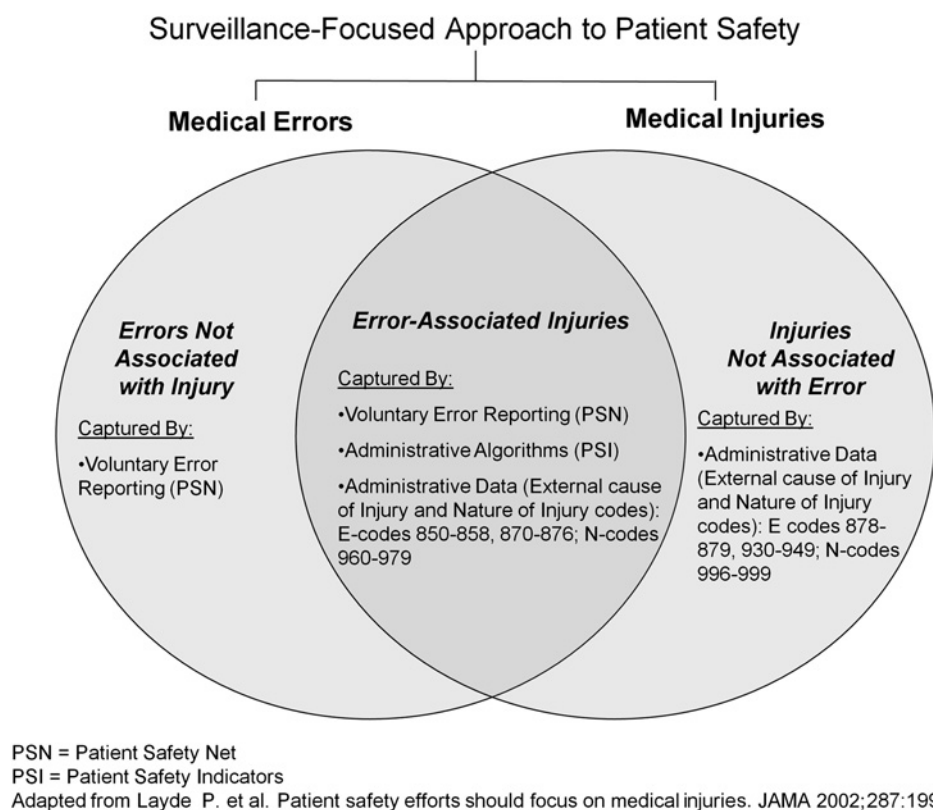 Surveillance-Focused Approach to Patient Safety
Medical Errors
Medical Injuries
Errors Not
Associated
with Injury
Captured By:
•Voluntary Error
Reporting (PSN)
Error-Associated Injuries
Captured By:
•Voluntary Error Reporting (PSN)
•Administrative Algorithms (PSI)
•Administrative Data (External cause
of Injury and Nature of Injury codes):
E-codes 850-858, 870-876; N-codes
960-979
Injuries
Not Associated
with Error
Captured By:
•Administrative Data
(External cause of Injury
and Nature of Injury
codes): E codes 878-
879, 930-949; N-codes
996-999
PSN = Patient Safety Net
PSI = Patient Safety Indicators
Adapted from Layde P. et al. Patient safety efforts should focus on medical injuries. JAMA 2002;287:199